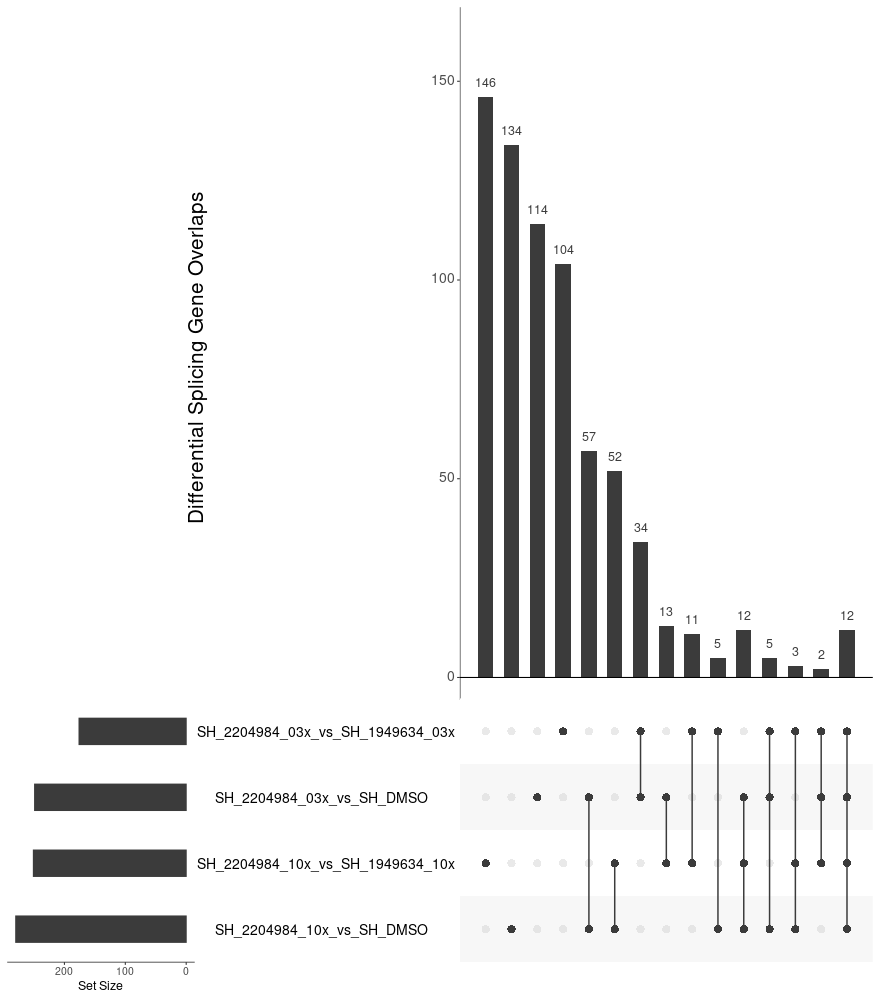 Differential Splicing Gene Overlaps
150
100
50
0
146
134
114
104
57
52
34
13
11
5
12
5
3
2
12
SH_2204984_03x_vs_SH_1949634_03x
SH_2204984_03x_vs_SH_DMSO
SH_2204984_10x_vs_SH_1949634_10x
SH_2204984_10x_vs_SH_DMSO
200 100 0
Set Size